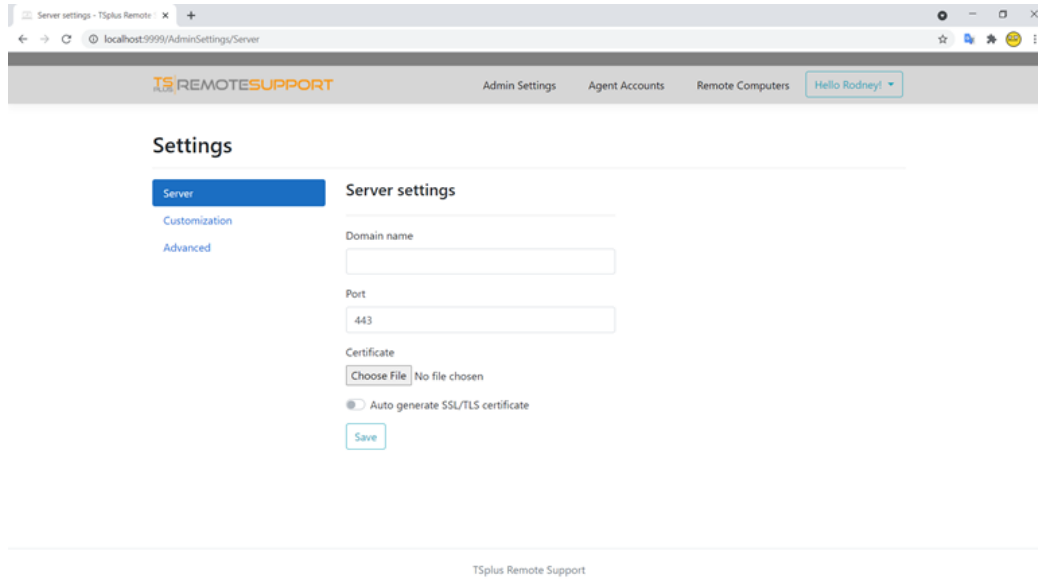 Server settings - TSplus Remote
localhost:9999/AdminSettings/Server
TSPLUS REMOTESUPPORT
Admin Settings
Agent Accounts
Remote Computers
Hello Rodney!
Settings
Server
Customization
Advanced
Server settings
Domain name
Port
443
Certificate
Choose File No file chosen
Auto generate SSL/TLS certificate
Save
TSplus Remote Support